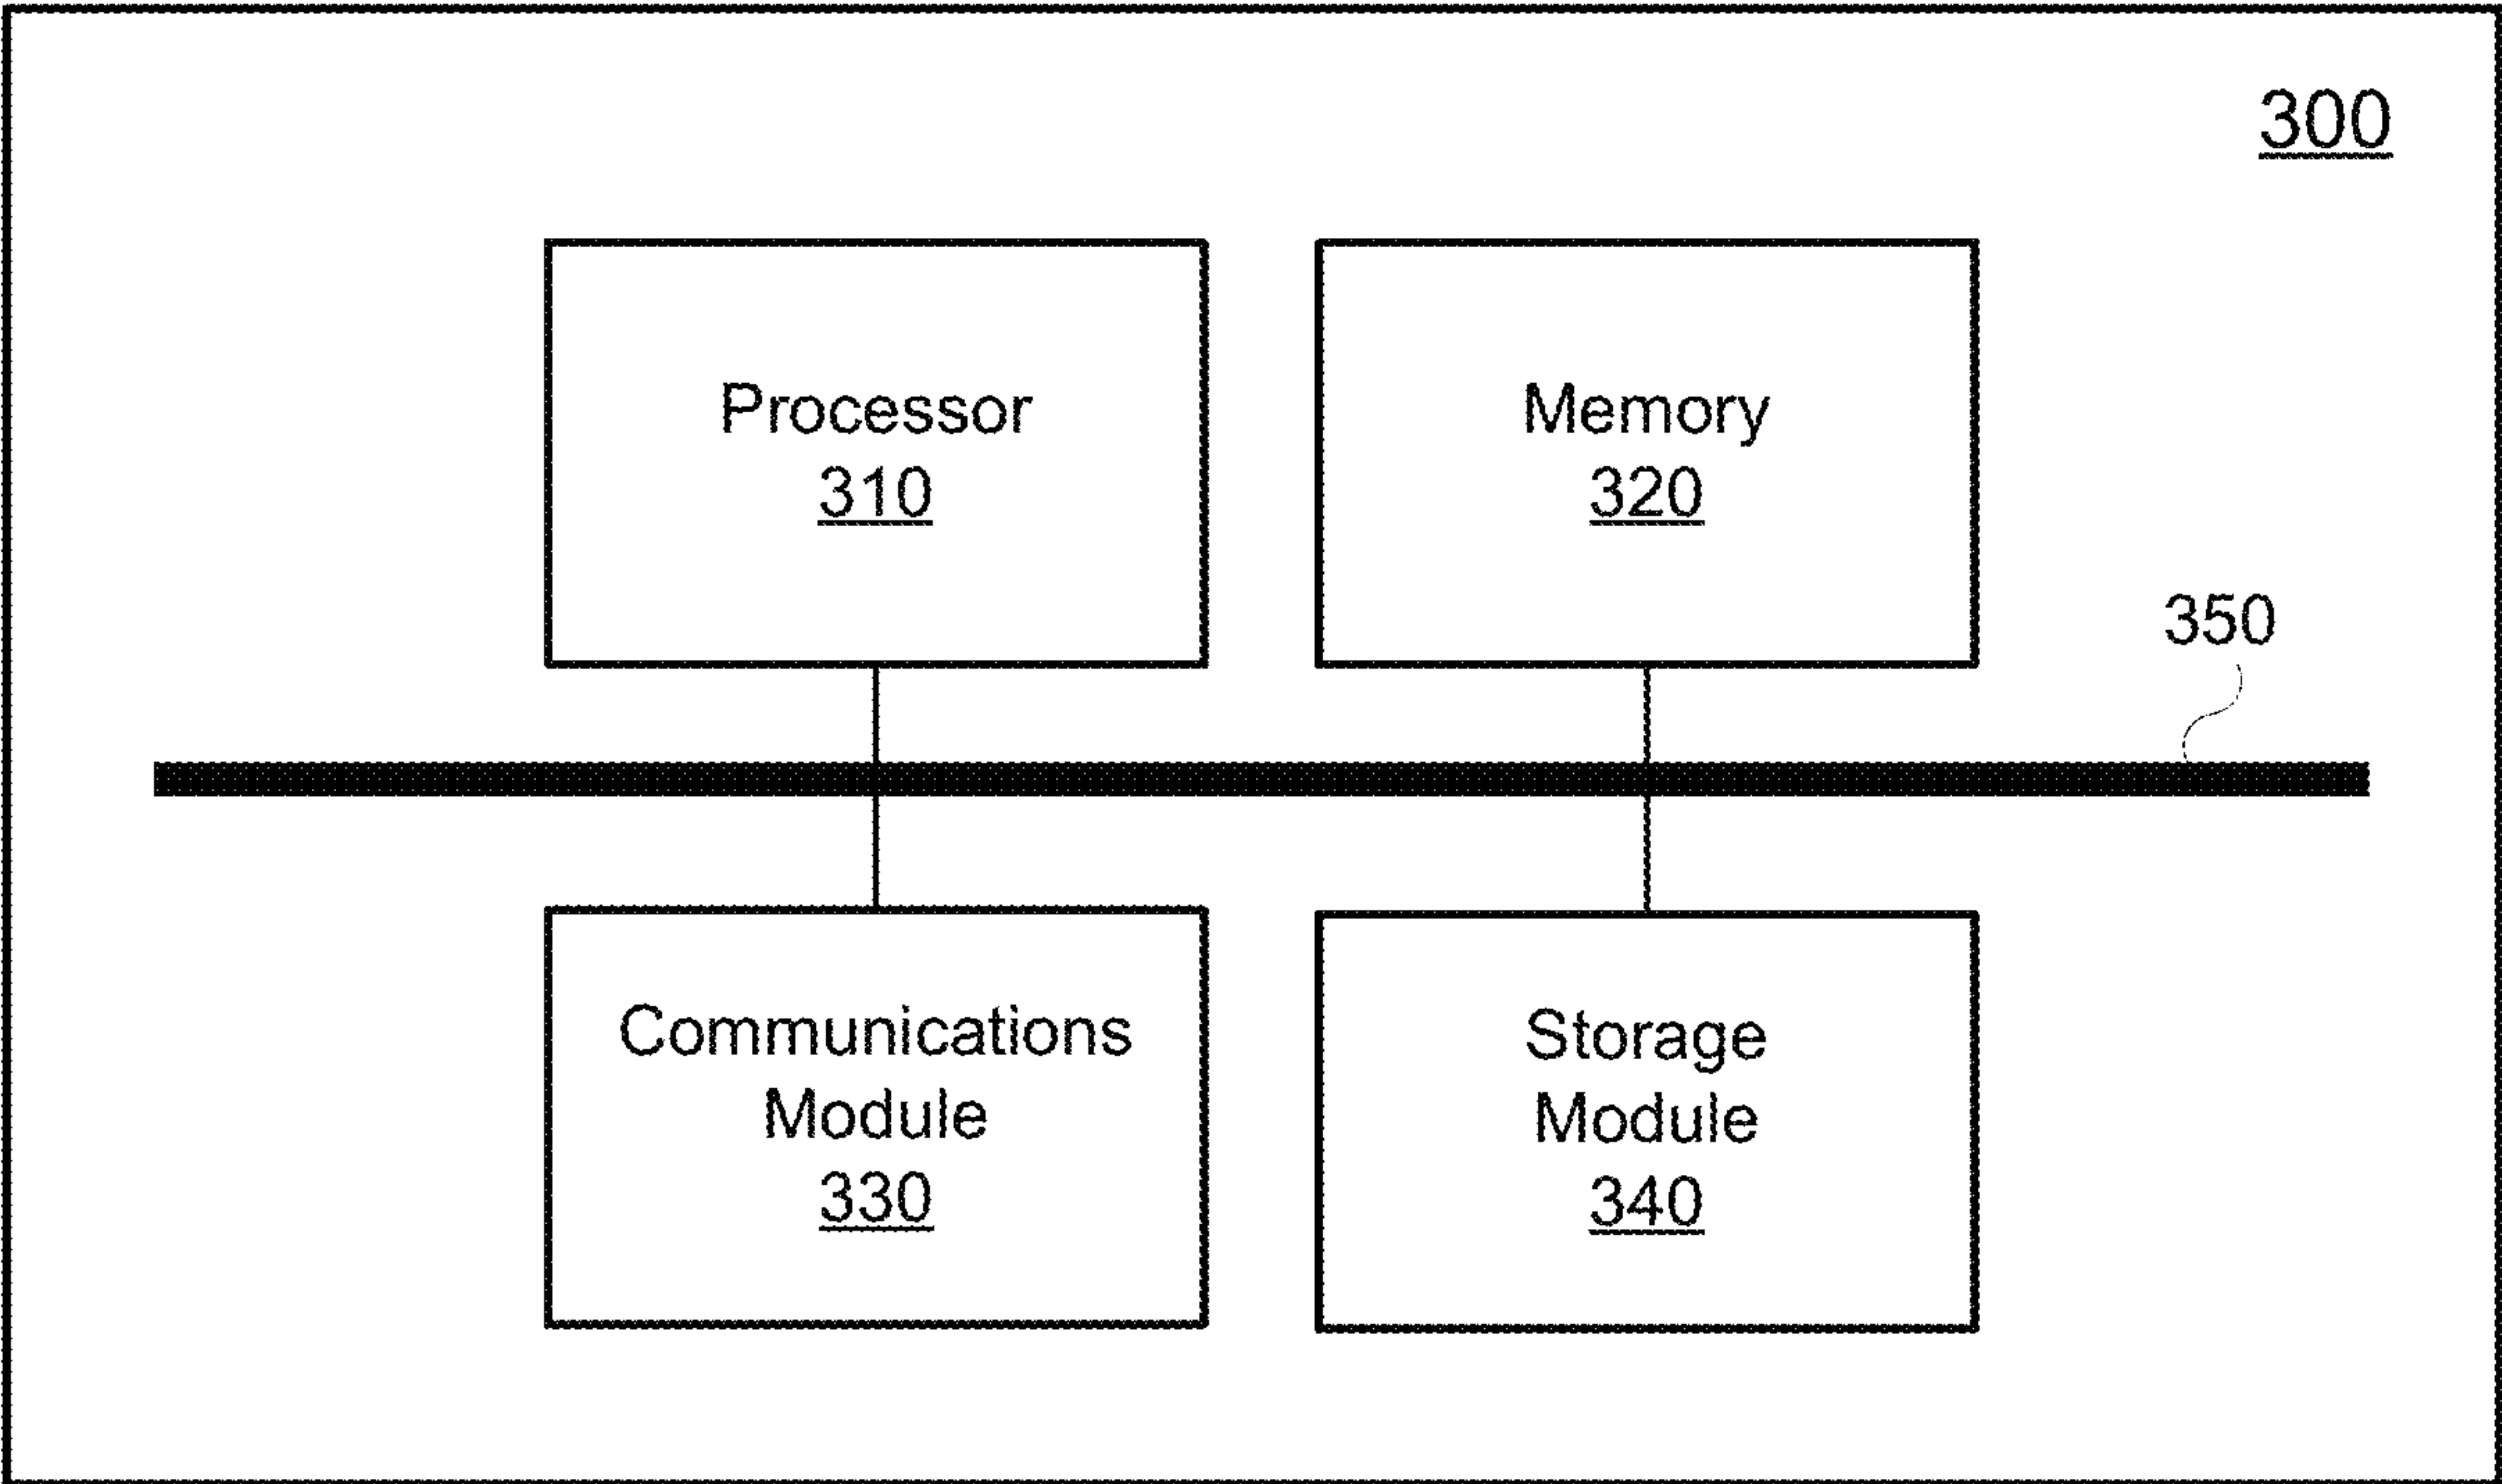 300
Processor
310
Memory
320
350
Communications
Module
330
Storage
Module
340